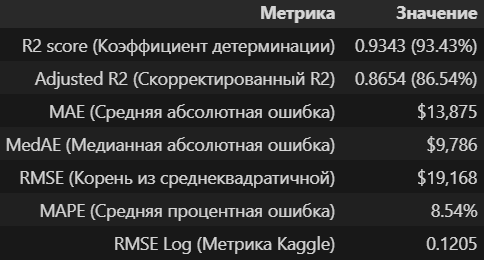 Метрика Значение
R2 score (Коэффициент детерминации) 0.9343 (93.43%)
Adjusted R2 (Скорректированный R2) 0.8654 (86.54%)
MAE (Средняя абсолютная ошибка) $13,875
MedAE (Медианная абсолютная ошибка) $9,786
RMSE (Корень из среднеквадратичной) $19,168
MAPE (Средняя процентная ошибка) 8.54%
RMSE Log (Метрика Kaggle) 0.1205